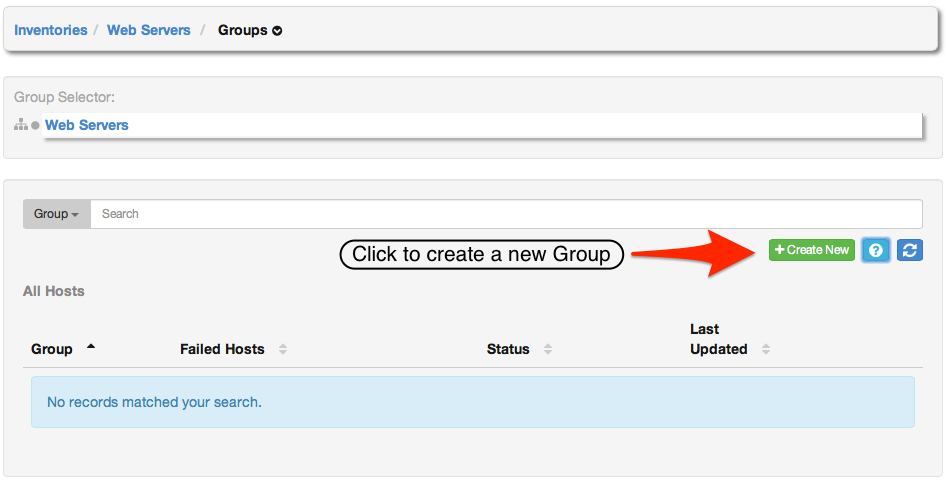 Inventories / Web Servers / Groups
Group Selector:
Web Servers
Group Search
Click to create a new Group + Create New ?
All Hosts
Group Failed Hosts Status Last Updated
No records matched your search.